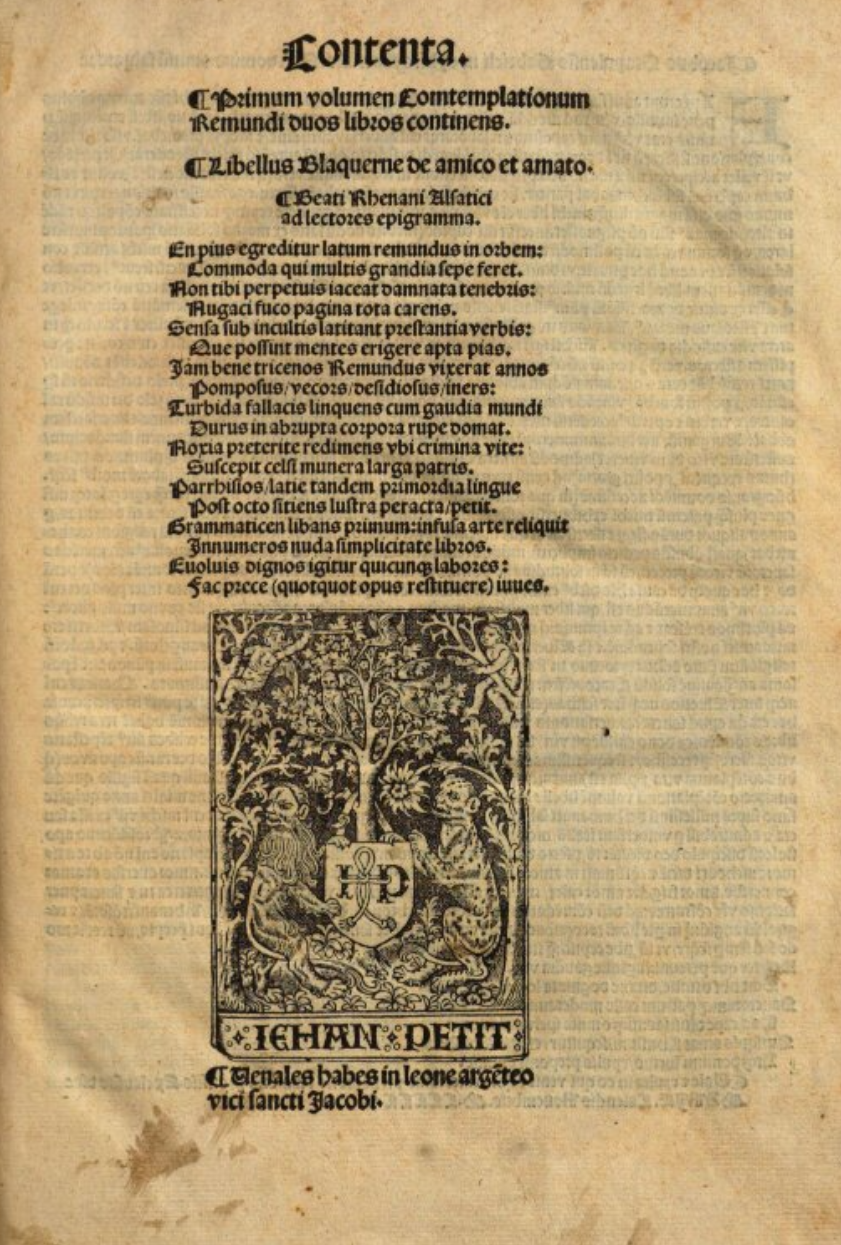 Contenta.
¶ Primum volumen Comtemplationum
Remundi duos libros continens.
¶ Libellus Blaquerne de amico et amato.
¶ Beati Rhenani Alsatici
ad lectores epigramma.
En pius egreditur latum remundus in orbem:
Commoda qui multis grandia sepe feret.
Non tibi perpetuis iaceat damnata tenebris:
Nugaci fuco pagina tota carens.
Sensa sub incultis latitant prestantia verbis:
Que possint mentes erigere apta pias.
Jam bene tricenos Remundus vixerat annos
Pomposus/vecors/desidiosus/iners:
Turbida fallacis linquens cum gaudia mundi
Durus in abrupta corpora rupe domat.
Noxia preterite redimens vbi crimina vite:
Suscepit celsi munera larga patris.
Parrhisios/latie tandem primordia lingue
Post octo sitiens lustra peracta/petit.
Grammaticen libans primum:infusa arte reliquit
Innumeros nuda simplicitate libros.
Euoluis dignos igitur quicunqꝫ labores:
Fac prece (quotquot opus restituere) iuues.
IP
IEHAN PETIT
¶ Uenales habes in leone argẽteo
vici sancti Jacobi.